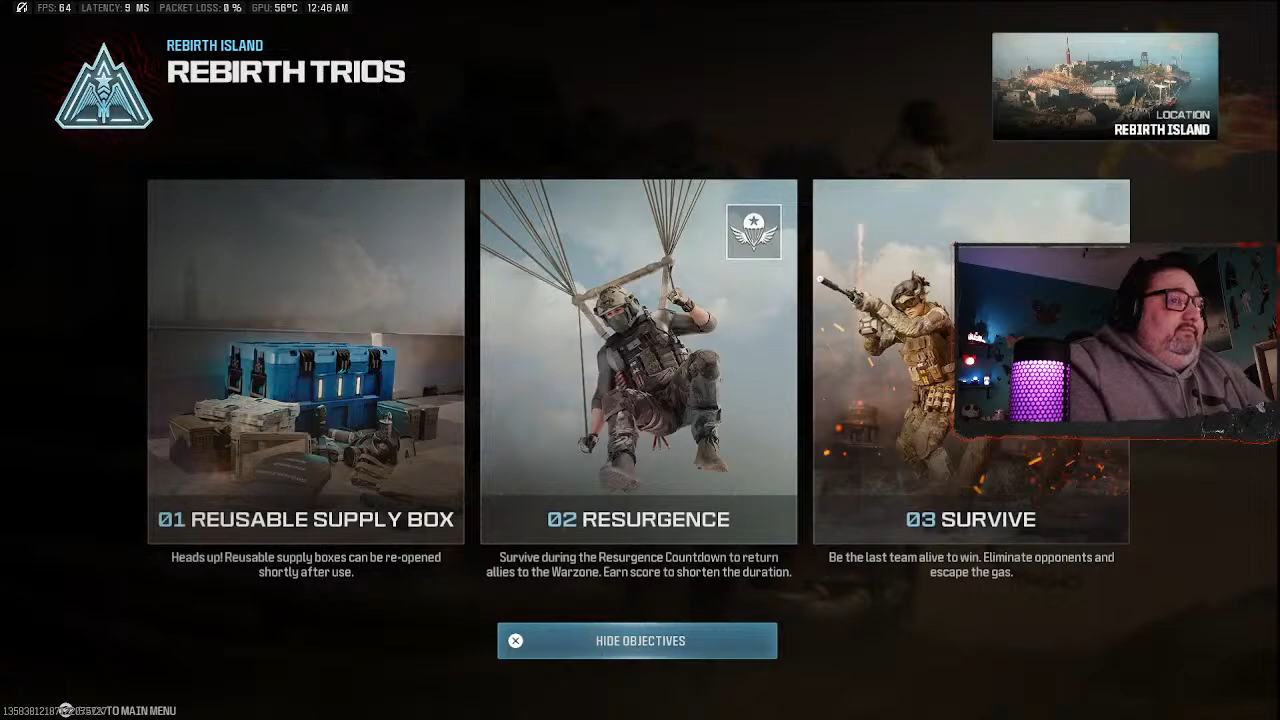 FPS: 64 LATENCY: 9 MS PACKET LOSS: 0 % GPU: 56°C 12:46 AM
REBIRTH ISLAND
REBIRTH TRIOS
LOCATION
REBIRTH ISLAND
01 REUSABLE SUPPLY BOX
Heads up! Reusable supply boxes can be re-opened
shortly after use.
02 RESURGENCE
Survive during the Resurgence Countdown to return
allies to the Warzone. Earn score to shorten the duration.
03 SURVIVE
Be the last team alive to win. Eliminate opponents and
escape the gas.
HIDE OBJECTIVES
TO MAIN MENU